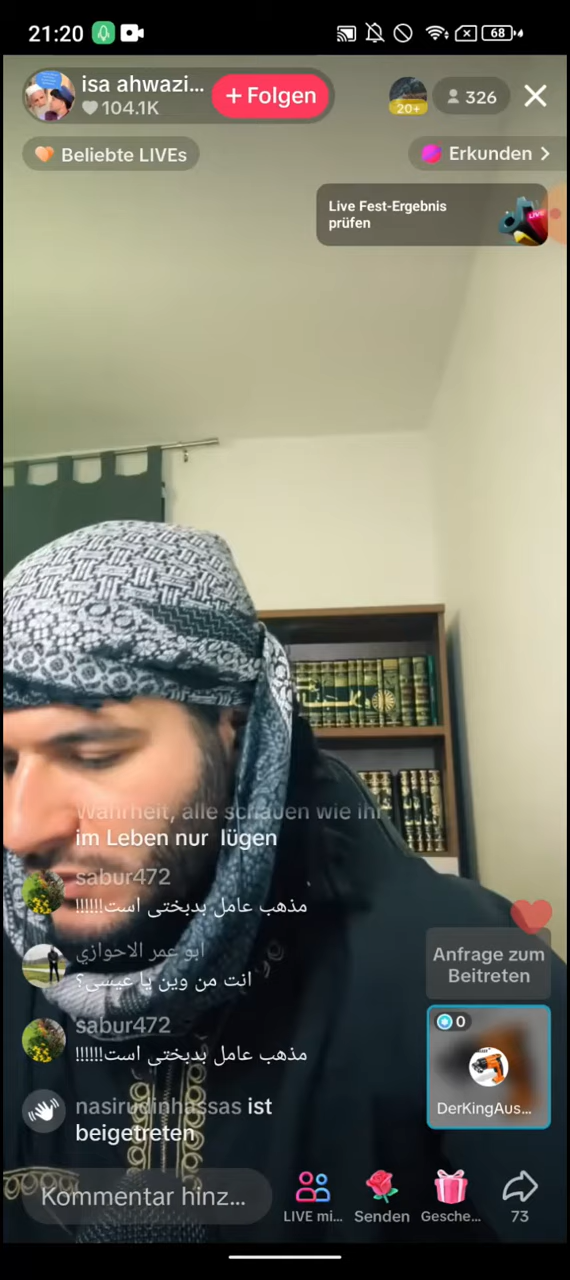 21:20
68
isa ahwazi...
104.1K
+ Folgen
20+
326
Beliebte LIVEs
Erkunden >
Live Fest-Ergebnis
prüfen
LIVE
Wahrheit, alle schauen wie ihr
im Leben nur lügen
sabur472
مذهب عامل بدبختی است!!!!!!
ابو عمر الاحوازي
انت من وين يا عيسى؟
sabur472
مذهب عامل بدبختی است!!!!!!
nasirudinhassas ist
beigetreten
Anfrage zum
Beitreten
0
DerKingAus...
Kommentar hinz...
LIVE mi...
Senden
Gesche...
73